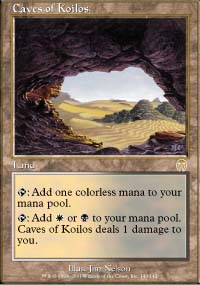 Caves of Koilos
Land
: Add one colorless mana to your
mana pool.
: Add or to your mana pool.
Caves of Koilos deals 1 damage to
you.
Illus. Jim Nelson